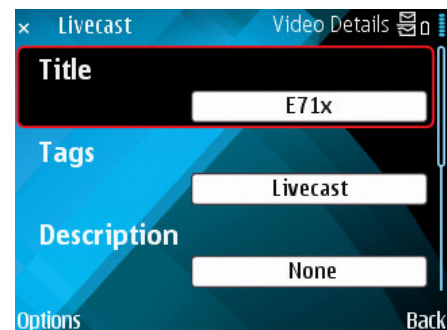 × Livecast Video Details
Title
E71x
Tags
Livecast
Description
None
Options Back